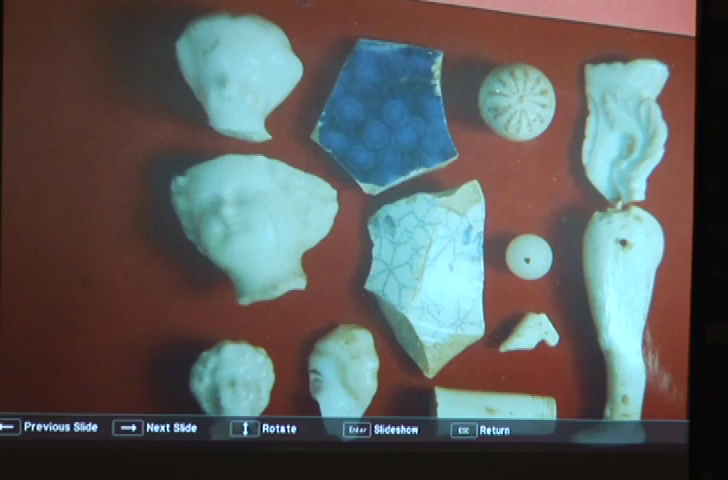 ← Previous Slide → Next Slide ↕ Rotate Enter Slideshow ESC Return